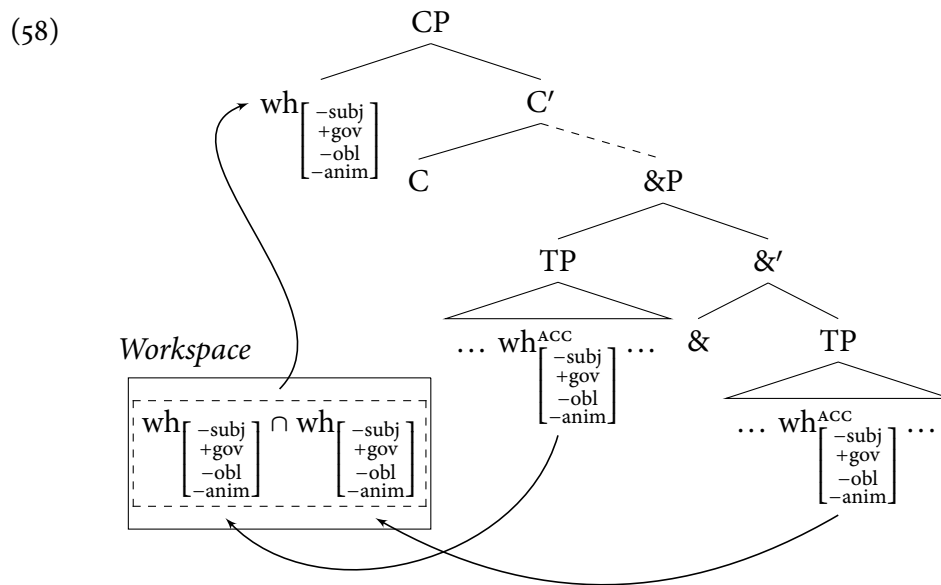 (58)
CP
wh[−subj +gov −obl −anim]
C′
C
&P
TP
&′
… wh^ACC[−subj +gov −obl −anim] …
&
TP
… wh^ACC[−subj +gov −obl −anim] …
Workspace
wh[−subj +gov −obl −anim] ∩ wh[−subj +gov −obl −anim]